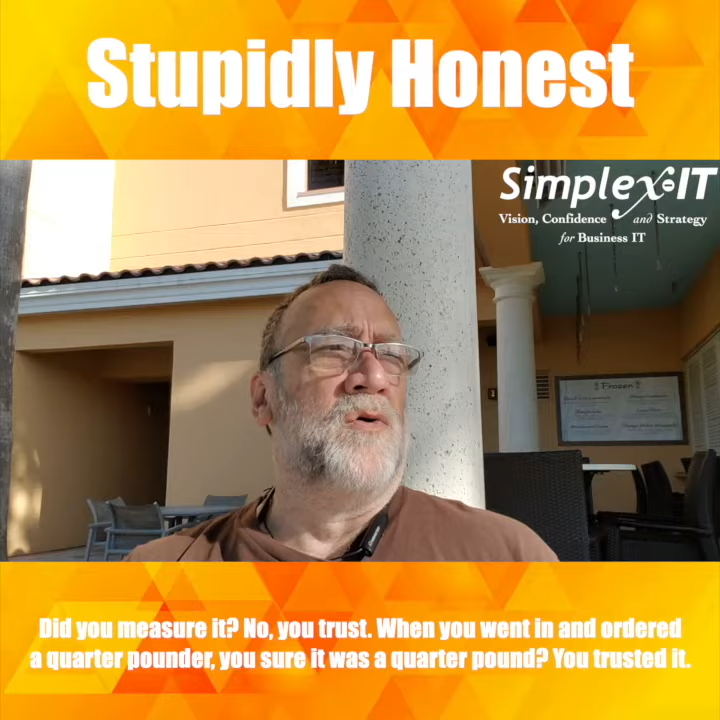 Stupidly Honest
Simplex-IT
Vision, Confidence and Strategy
for Business IT
Frozen
Did you measure it? No, you trust. When you went in and ordered
a quarter pounder, you sure it was a quarter pound? You trusted it.